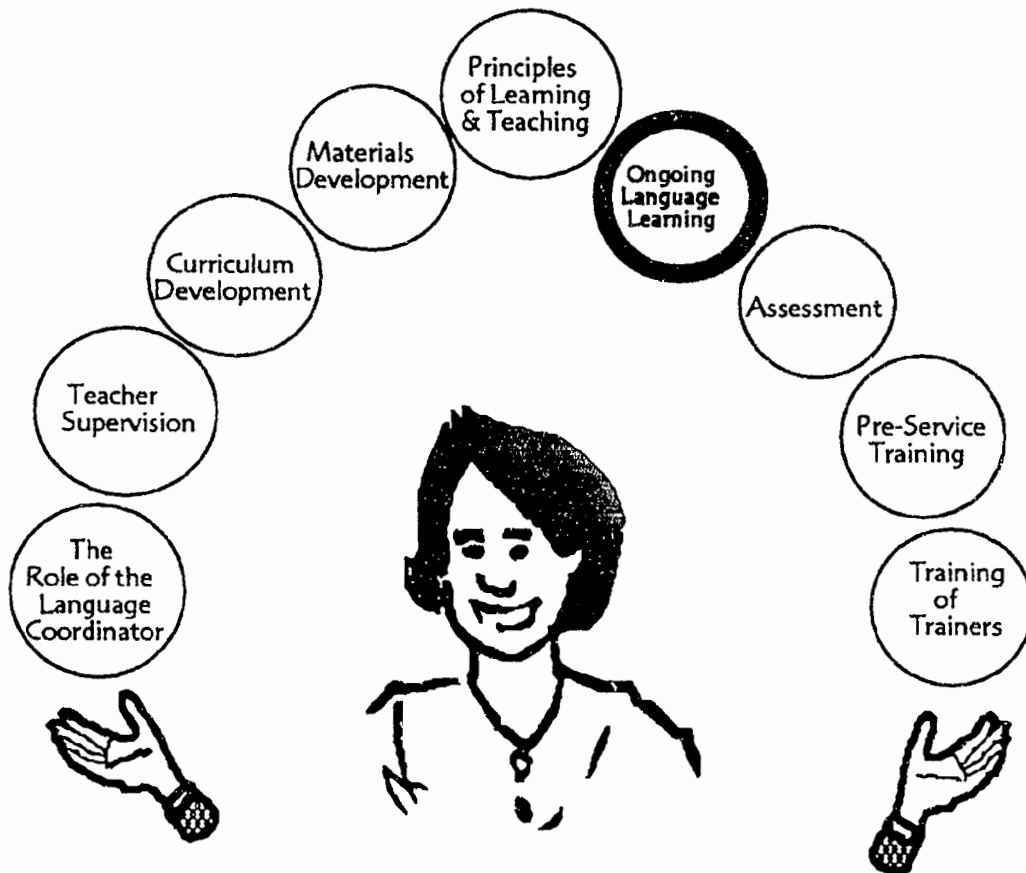 The
Role of the
Language
Coordinator
Teacher
Supervision
Curriculum
Development
Materials
Development
Principles
of Learning
& Teaching
Ongoing
Language
Learning
Assessment
Pre-Service
Training
Training
of
Trainers